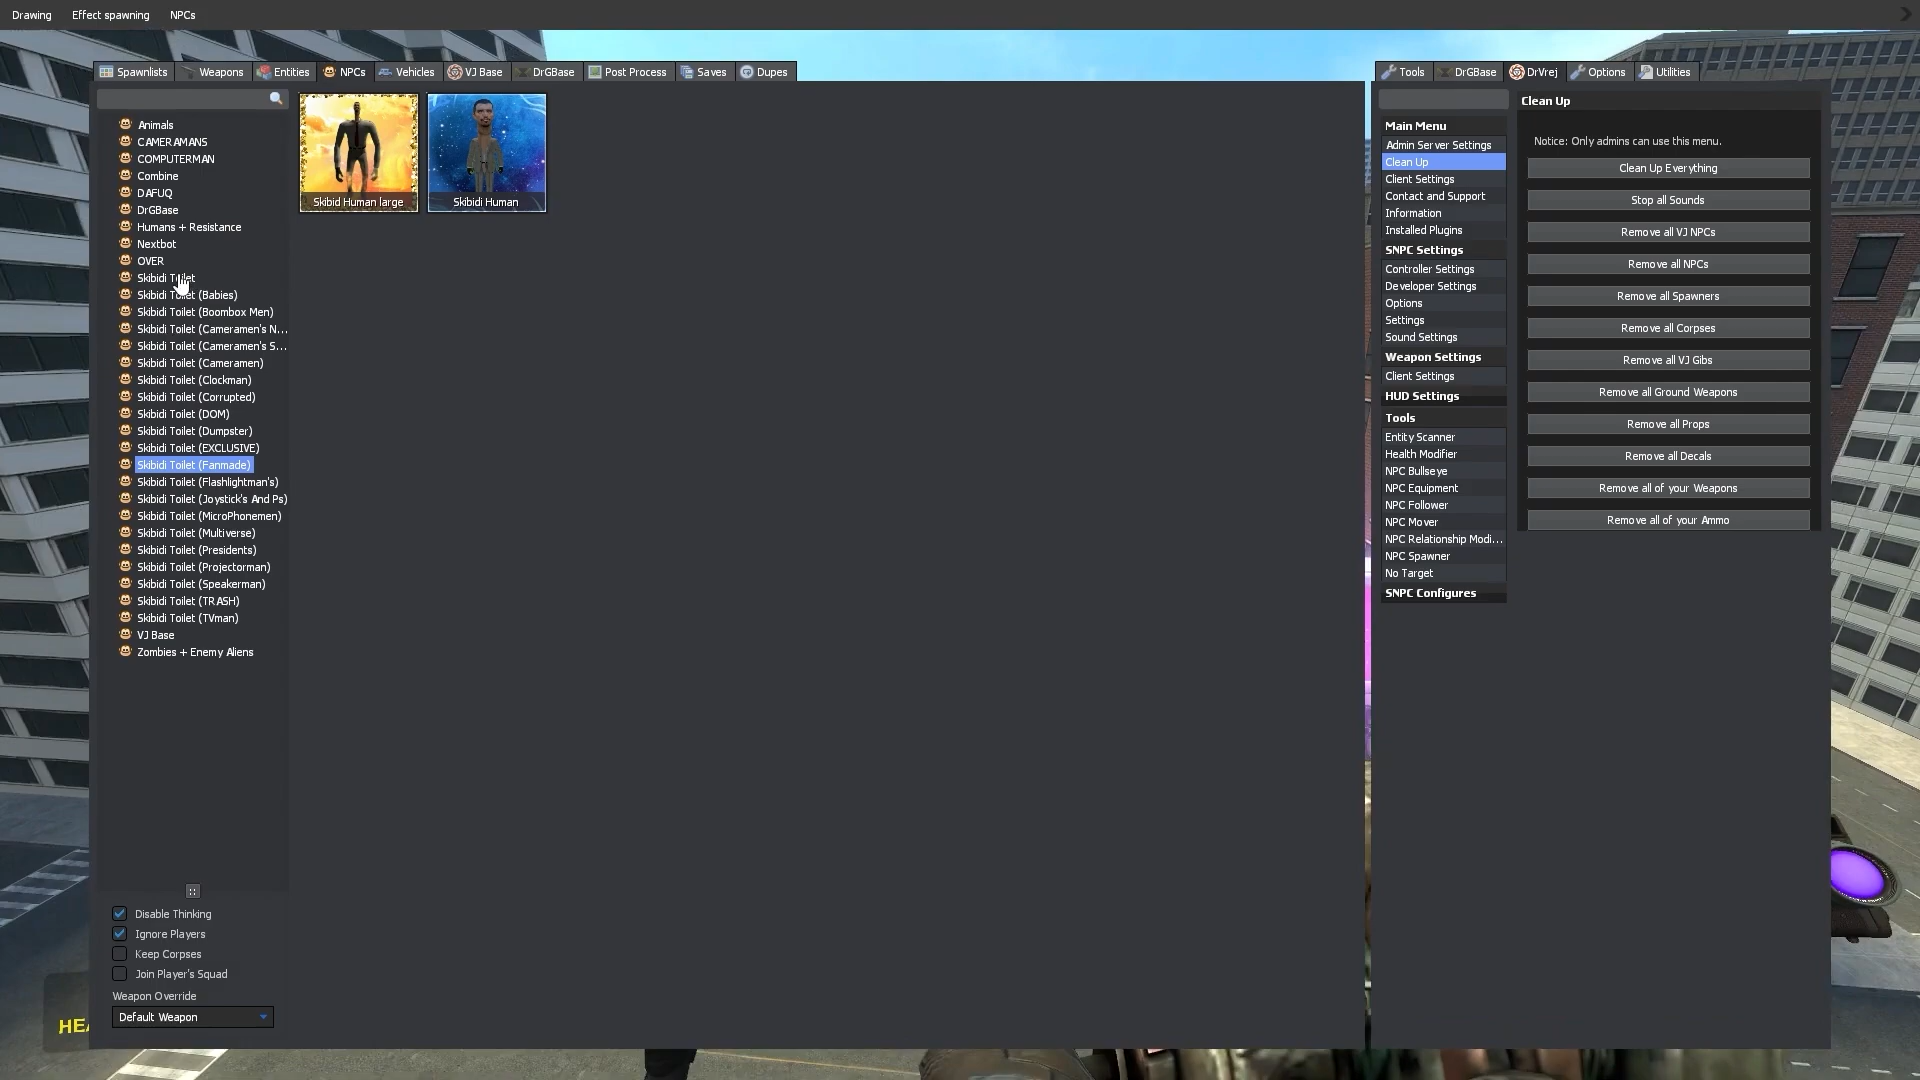 Drawing Effect spawning NPCs
Spawnlists Weapons Entities NPCs Vehicles VJ Base DrGBase Post Process Saves Dupes
Animals
CAMERAMANS
COMPUTERMAN
Combine
DAFUQ
DrGBase
Humans + Resistance
Nextbot
OVER
Skibidi Toilet
Skibidi Toilet (Babies)
Skibidi Toilet (Boombox Men)
Skibidi Toilet (Cameramen's N...
Skibidi Toilet (Cameramen's S...
Skibidi Toilet (Cameramen)
Skibidi Toilet (Clockman)
Skibidi Toilet (Corrupted)
Skibidi Toilet (DOM)
Skibidi Toilet (Dumpster)
Skibidi Toilet (EXCLUSIVE)
Skibidi Toilet (Fanmade)
Skibidi Toilet (Flashlightman's)
Skibidi Toilet (Joystick's And Ps)
Skibidi Toilet (MicroPhonemen)
Skibidi Toilet (Multiverse)
Skibidi Toilet (Presidents)
Skibidi Toilet (Projectorman)
Skibidi Toilet (Speakerman)
Skibidi Toilet (TRASH)
Skibidi Toilet (TVman)
VJ Base
Zombies + Enemy Aliens
Disable Thinking
Ignore Players
Keep Corpses
Join Player's Squad
Weapon Override
Default Weapon
HEA
Skibid Human large
Skibidi Human
Tools DrGBase DrVrej Options Utilities
Main Menu
Admin Server Settings
Clean Up
Client Settings
Contact and Support
Information
Installed Plugins
SNPC Settings
Controller Settings
Developer Settings
Options
Settings
Sound Settings
Weapon Settings
Client Settings
HUD Settings
Tools
Entity Scanner
Health Modifier
NPC Bullseye
NPC Equipment
NPC Follower
NPC Mover
NPC Relationship Modi...
NPC Spawner
No Target
SNPC Configures
Clean Up
Notice: Only admins can use this menu.
Clean Up Everything
Stop all Sounds
Remove all VJ NPCs
Remove all NPCs
Remove all Spawners
Remove all Corpses
Remove all VJ Gibs
Remove all Ground Weapons
Remove all Props
Remove all Decals
Remove all of your Weapons
Remove all of your Ammo